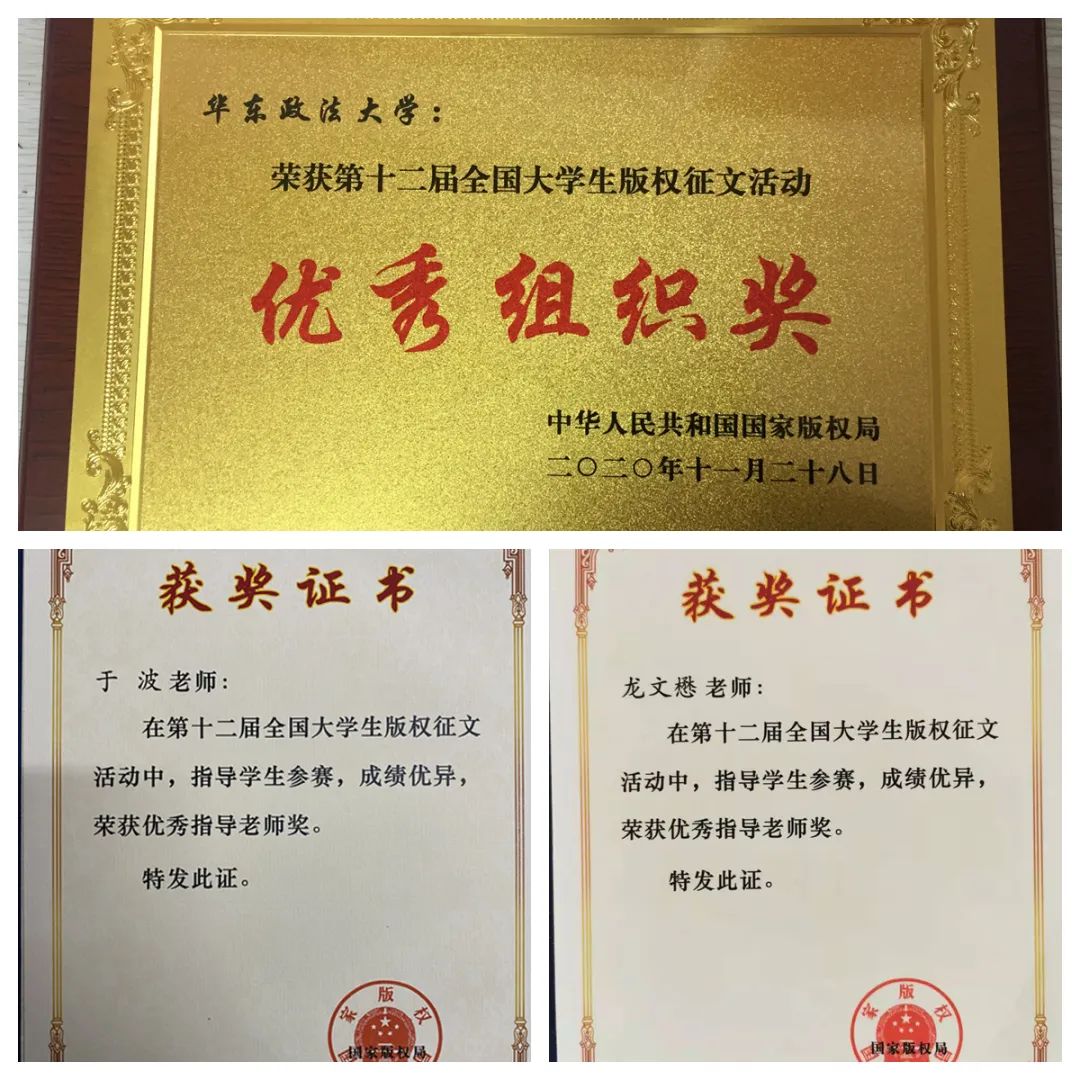 华东政法大学：
荣获第十二届全国大学生版权征文活动
优秀组织奖
中华人民共和国国家版权局
二〇二〇年十一月二十八日
获奖证书
于 波 老师：
在第十二届全国大学生版权征文
活动中，指导学生参赛，成绩优异，
荣获优秀指导老师奖。
特发此证。
家版权
国家版权局
获奖证书
龙文懋 老师：
在第十二届全国大学生版权征文
活动中，指导学生参赛，成绩优异，
荣获优秀指导老师奖。
特发此证。
家版权
国家版权局